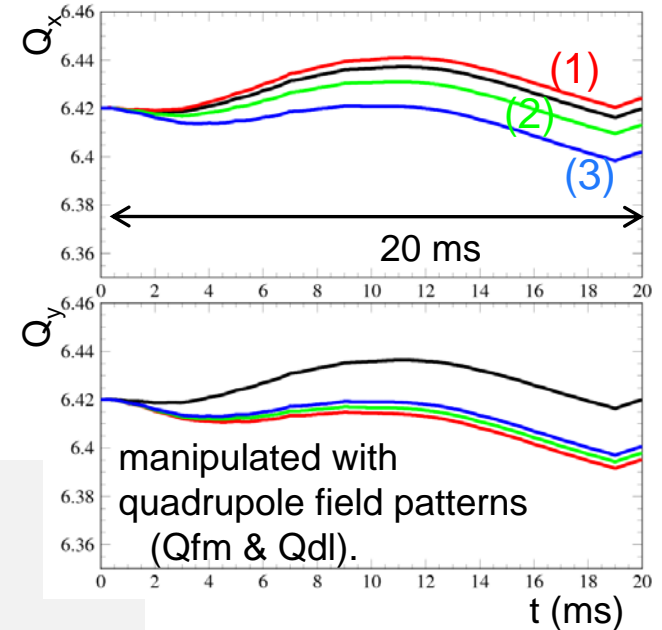 Qx
6.46
6.44
6.42
6.4
6.38
6.36
(1)
(2)
(3)
20 ms
0 2 4 6 8 10 12 14 16 18 20
Qy
6.46
6.44
6.42
6.4
6.38
6.36
manipulated with
quadrupole field patterns
(Qfm & Qdl).
0 2 4 6 8 10 12 14 16 18 20
t (ms)